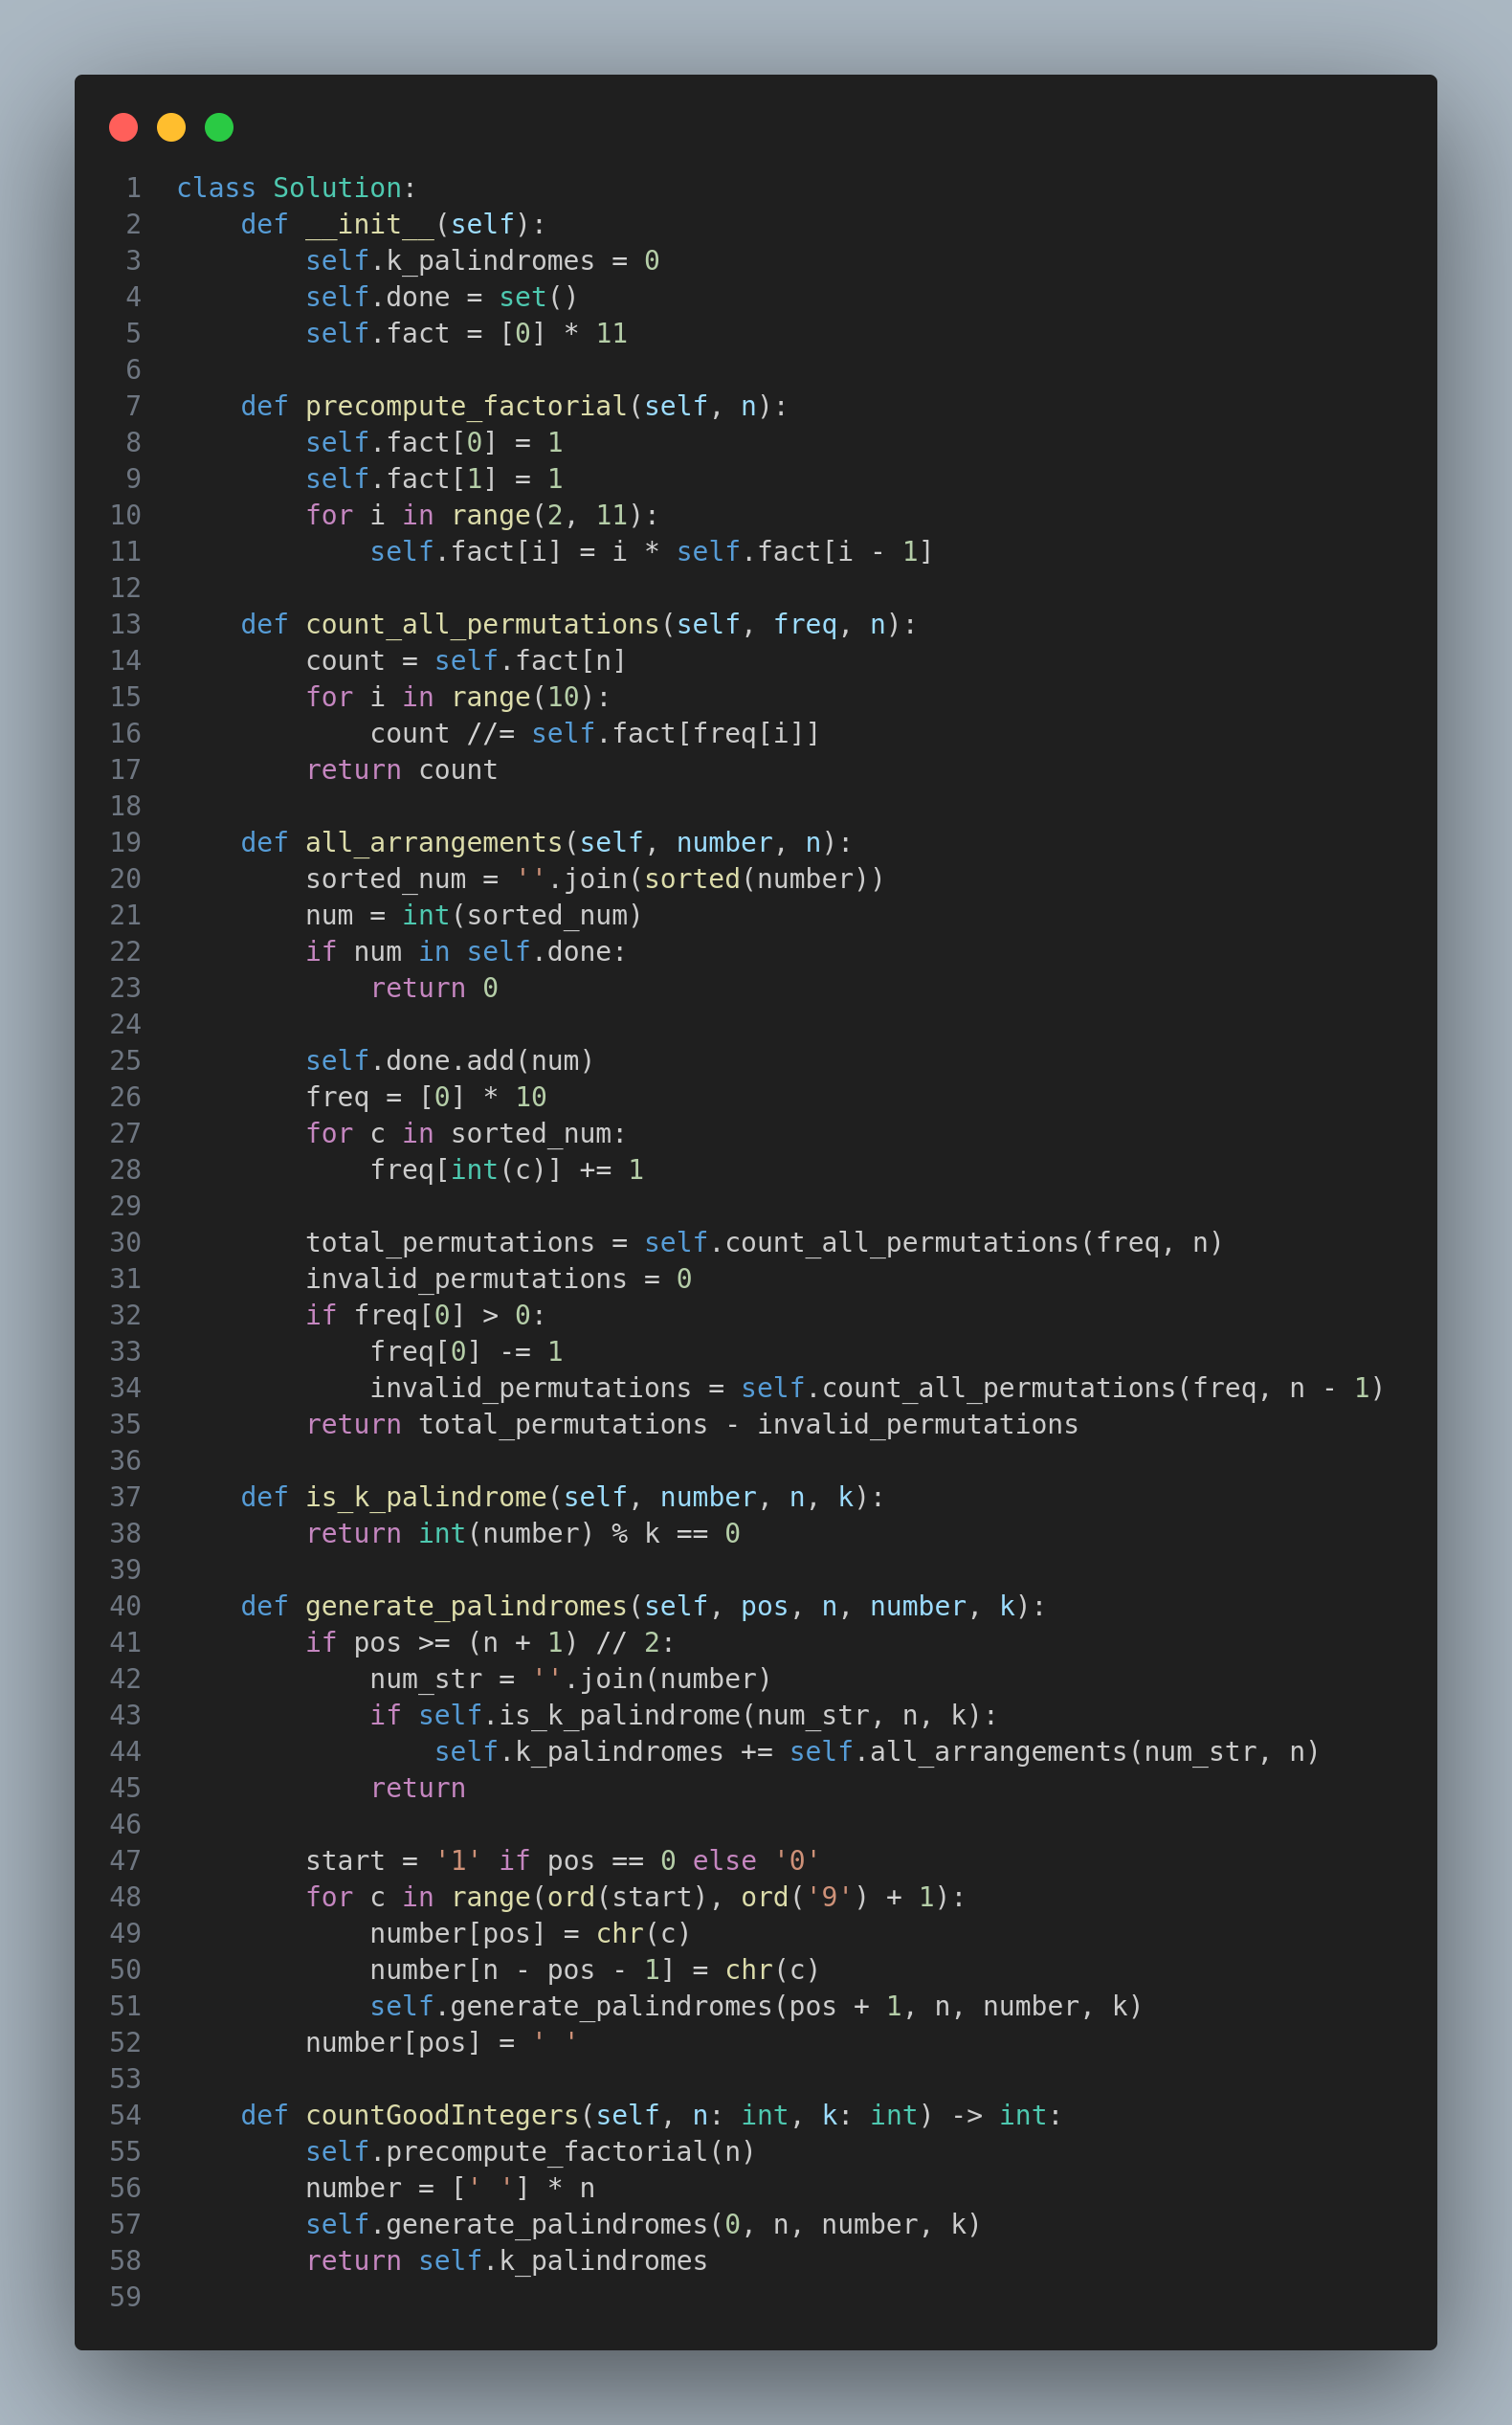 1 class Solution:
2     def __init__(self):
3         self.k_palindromes = 0
4         self.done = set()
5         self.fact = [0] * 11
6
7     def precompute_factorial(self, n):
8         self.fact[0] = 1
9         self.fact[1] = 1
10         for i in range(2, 11):
11             self.fact[i] = i * self.fact[i - 1]
12
13     def count_all_permutations(self, freq, n):
14         count = self.fact[n]
15         for i in range(10):
16             count //= self.fact[freq[i]]
17         return count
18
19     def all_arrangements(self, number, n):
20         sorted_num = ''.join(sorted(number))
21         num = int(sorted_num)
22         if num in self.done:
23             return 0
24
25         self.done.add(num)
26         freq = [0] * 10
27         for c in sorted_num:
28             freq[int(c)] += 1
29
30         total_permutations = self.count_all_permutations(freq, n)
31         invalid_permutations = 0
32         if freq[0] > 0:
33             freq[0] -= 1
34             invalid_permutations = self.count_all_permutations(freq, n - 1)
35         return total_permutations - invalid_permutations
36
37     def is_k_palindrome(self, number, n, k):
38         return int(number) % k == 0
39
40     def generate_palindromes(self, pos, n, number, k):
41         if pos >= (n + 1) // 2:
42             num_str = ''.join(number)
43             if self.is_k_palindrome(num_str, n, k):
44                 self.k_palindromes += self.all_arrangements(num_str, n)
45             return
46
47         start = '1' if pos == 0 else '0'
48         for c in range(ord(start), ord('9') + 1):
49             number[pos] = chr(c)
50             number[n - pos - 1] = chr(c)
51             self.generate_palindromes(pos + 1, n, number, k)
52         number[pos] = ' '
53
54     def countGoodIntegers(self, n: int, k: int) -> int:
55         self.precompute_factorial(n)
56         number = [' '] * n
57         self.generate_palindromes(0, n, number, k)
58         return self.k_palindromes
59